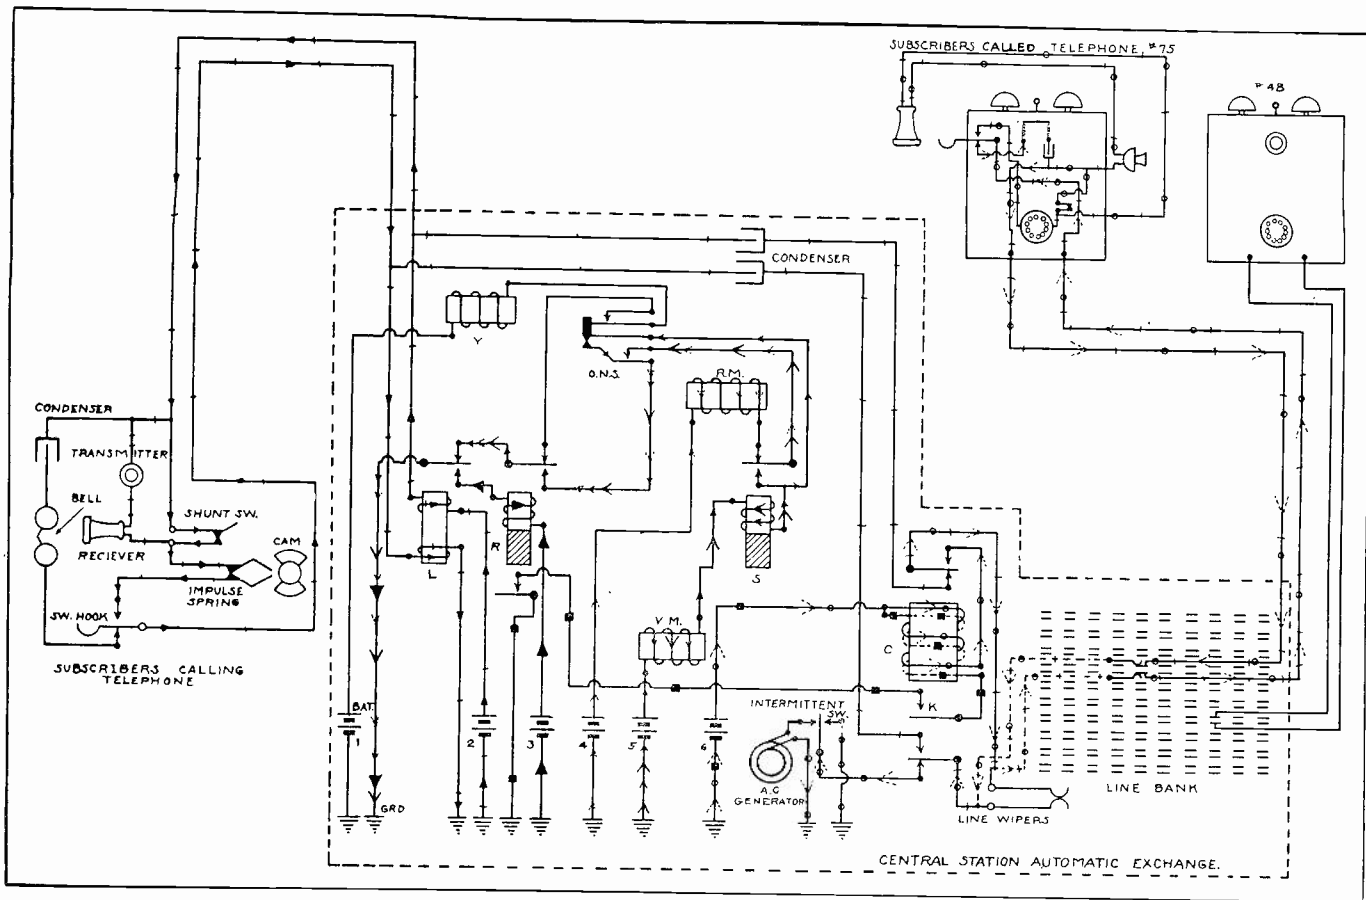 SUBSCRIBERS CALLED TELEPHONE, #75
#48
CONDENSER
Y
O.N.S.
R.M.
CONDENSER
TRANSMITTER
BELL
SHUNT SW.
RECIEVER
CAM
IMPULSE
SPRING
SW. HOOK
SUBSCRIBERS CALLING
TELEPHONE
L
R
S
V M.
C
K
INTERMITTENT
SW.
BAT.
1
2
3
4
5
6
A.C
GENERATOR
GRD
LINE BANK
LINE WIPERS
CENTRAL STATION AUTOMATIC EXCHANGE.